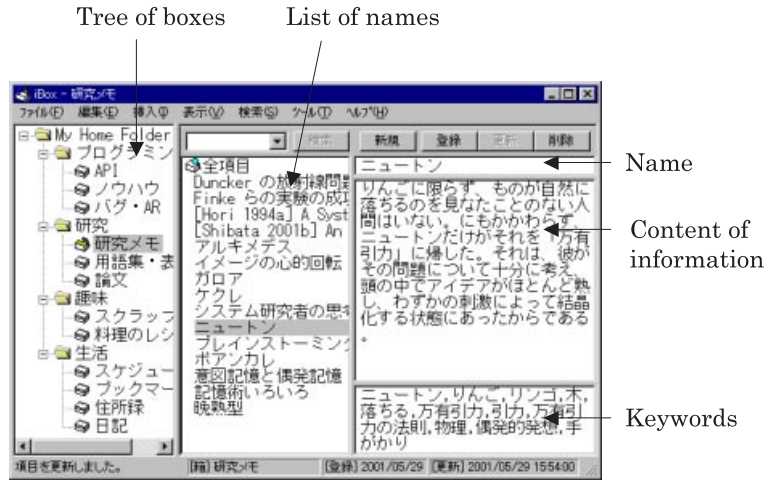 Tree of boxes
List of names
iBox - 研究メモ
ファイル(F) 編集(E) 挿入(I) 表示(V) 検索(S) ツール(T) ヘルプ(H)
検索 新規 登録 更新 削除
My Home Folder
プログラミン
API
ノウハウ
バグ・AR
研究
研究メモ
用語集・表
論文
趣味
スクラップ
料理のレシ
生活
スケジュー
ブックマー
住所録
日記
全項目
Duncker の放射線問題
Finke らの実験の成功
[Hori 1994a] A Syst
[Shibata 2001b] An
アルキメデス
イメージの心的回転
ガロア
ケクレ
システム研究者の思考
ニュートン
ブレインストーミング
ポアンカレ
意図記憶と偶発記憶
記憶術いろいろ
晩熟型
ニュートン
りんごに限らず、ものが自然に
落ちるのを見なたことのない人
間はいない。にもかかわらず、
ニュートンだけがそれを「万有
引力」に帰した。それは、彼が
その問題について十分に考え、
頭の中でアイデアがほとんど熟
し、わずかの刺激によって結晶
化する状態にあったからである
。
ニュートン,りんご,リンゴ,木,
落ちる,万有引力,引力,万有引
力の法則,物理,偶発的発想,手
がかり
項目を更新しました。 [箱] 研究メモ [登録] 2001/05/29 [更新] 2001/05/29 15:54:00
Name
Content of
information
Keywords